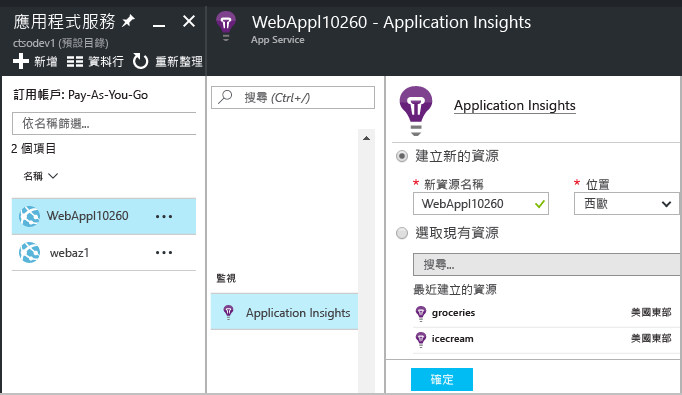 應用程式服務
ctsodev1 (預設目錄)
新增 資料行 重新整理
訂用帳戶: Pay-As-You-Go
依名稱篩選...
2 個項目
名稱
WebAppl10260 ...
webaz1 ...
WebAppl10260 - Application Insights
App Service
搜尋 (Ctrl+/)
監視
Application Insights
Application Insights
建立新的資源
* 新資源名稱 * 位置
WebAppl10260 西歐
選取現有資源
搜尋...
最近建立的資源
groceries 美國東部
icecream 美國東部
確定